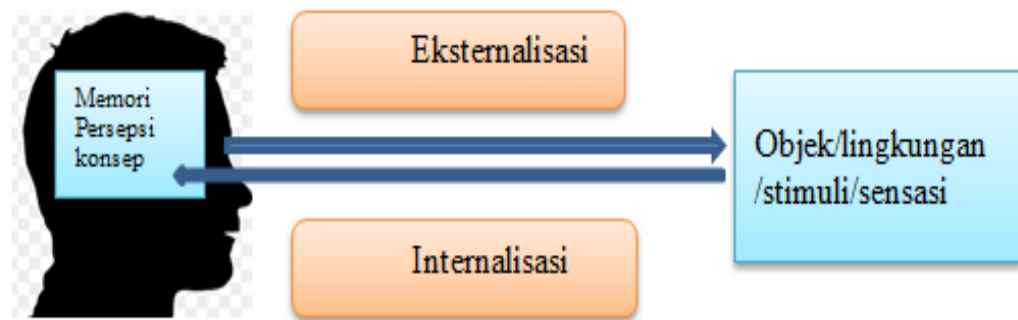 Eksternalisasi
Memori
Persepsi
konsep
Objek/lingkungan
/stimuli/sensasi
Internalisasi